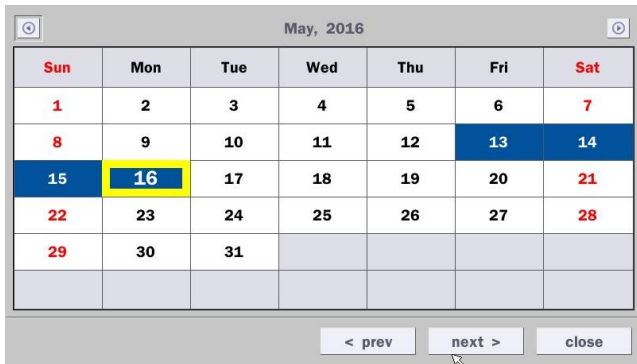 May, 2016
Sun Mon Tue Wed Thu Fri Sat
1 2 3 4 5 6 7
8 9 10 11 12 13 14
15 16 17 18 19 20 21
22 23 24 25 26 27 28
29 30 31
< prev next > close